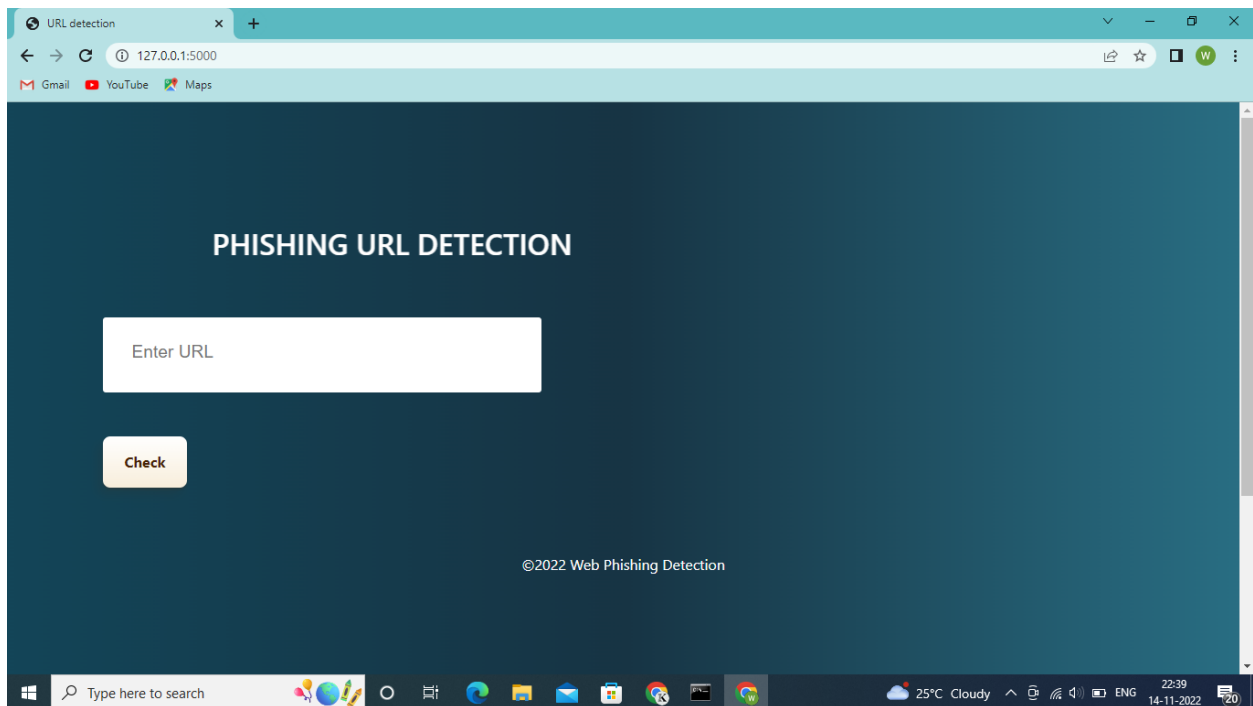 URL detection
127.0.0.1:5000
W
Gmail YouTube Maps
PHISHING URL DETECTION
Enter URL
Check
©2022 Web Phishing Detection
Type here to search
25°C Cloudy
ENG
22:39
14-11-2022
20